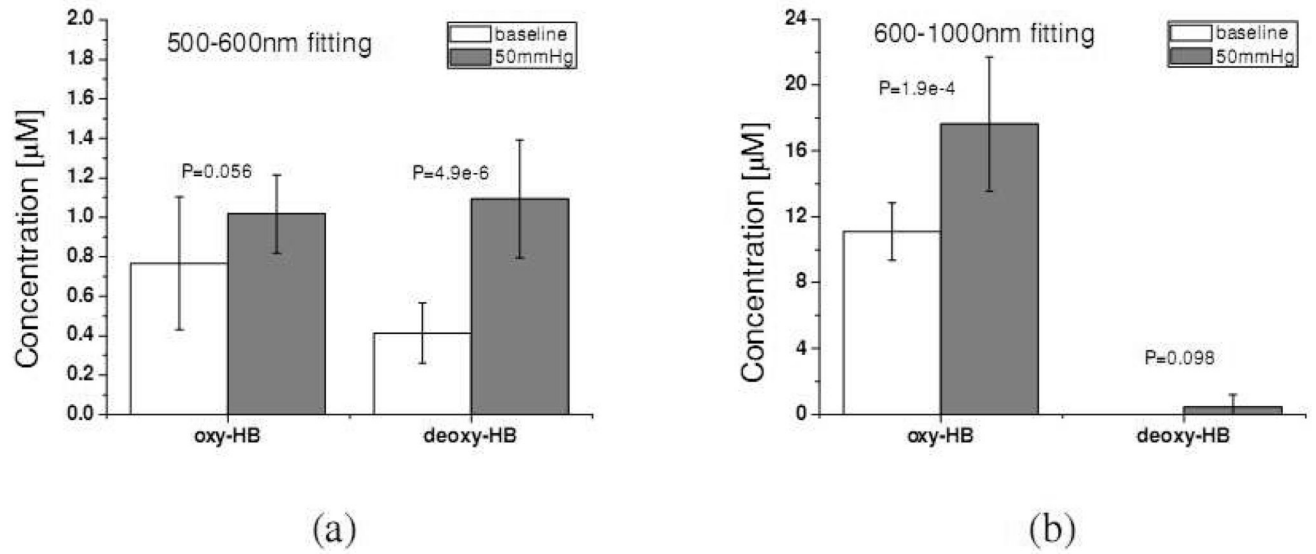 500-600nm fitting
baseline
50mmHg
Concentration [µM]
2.0
1.8
1.6
1.4
1.2
1.0
0.8
0.6
0.4
0.2
0.0
P=0.056
P=4.9e-6
oxy-HB
deoxy-HB
(a)
600-1000nm fitting
baseline
50mmHg
Concentration [µM]
24
20
16
12
8
4
0
P=1.9e-4
P=0.098
oxy-HB
deoxy-HB
(b)